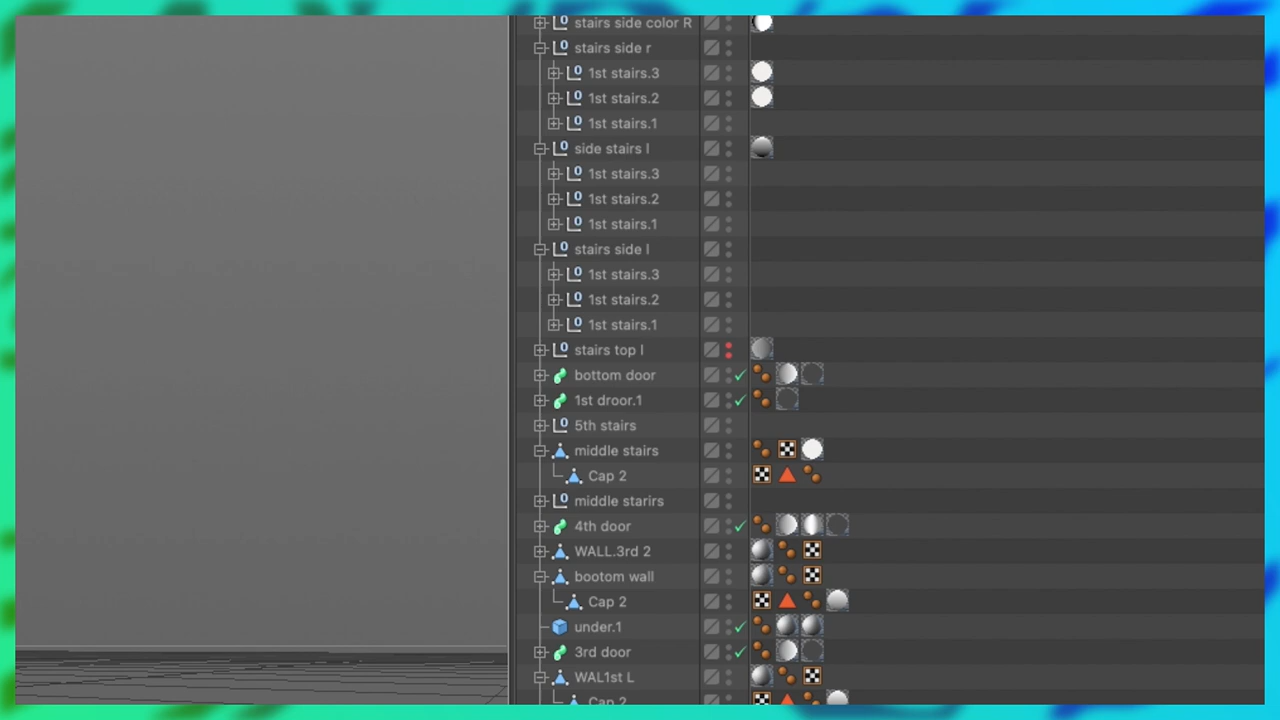 stairs side color R
stairs side r
1st stairs.3
1st stairs.2
1st stairs.1
side stairs l
1st stairs.3
1st stairs.2
1st stairs.1
stairs side l
1st stairs.3
1st stairs.2
1st stairs.1
stairs top l
bottom door
1st droor.1
5th stairs
middle stairs
Cap 2
middle starirs
4th door
WALL.3rd 2
bootom wall
Cap 2
under.1
3rd door
WAL1st L
Cap 2